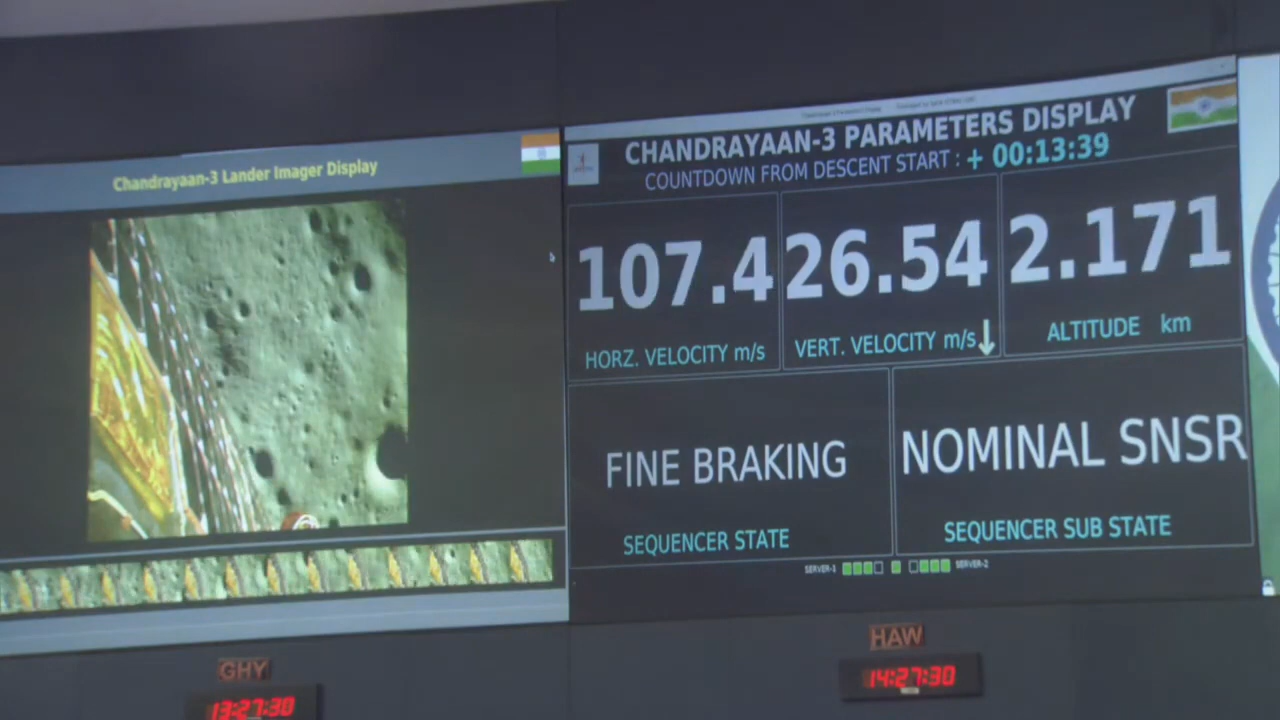 Chandrayaan-3 Lander Imager Display
CHANDRAYAAN-3 PARAMETERS DISPLAY
COUNTDOWN FROM DESCENT START : + 00:13:39
107.4
HORZ. VELOCITY m/s
26.54
VERT. VELOCITY m/s
2.171
ALTITUDE km
FINE BRAKING
SEQUENCER STATE
NOMINAL SNSR
SEQUENCER SUB STATE
SERVER-1
SERVER-2
GHY
13:27:30
HAW
14:27:30